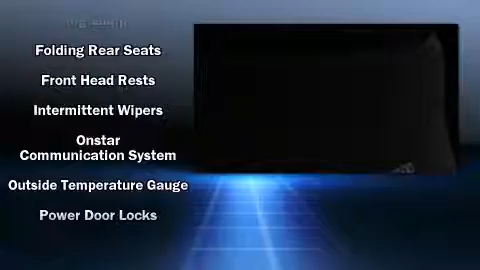 Folding Rear Seats
Front Head Rests
Intermittent Wipers
Onstar
Communication System
Outside Temperature Gauge
Power Door Locks